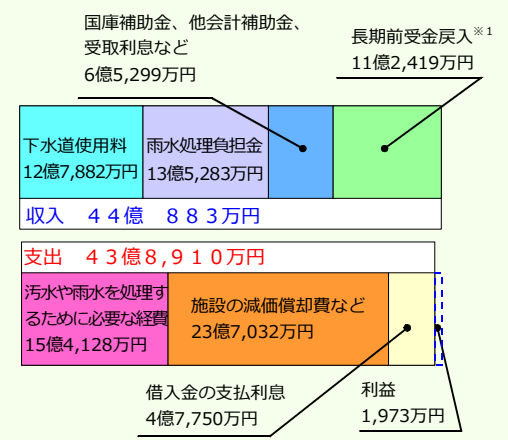 国庫補助金、他会計補助金、
受取利息など
6億5,299万円
長期前受金戻入※1
11億2,419万円
下水道使用料
12億7,882万円
雨水処理負担金
13億5,283万円
収入　４４億　８８３万円
支出　４３億８,９１０万円
汚水や雨水を処理す
るために必要な経費
15億4,128万円
施設の減価償却費など
23億7,032万円
借入金の支払利息
4億7,750万円
利益
1,973万円